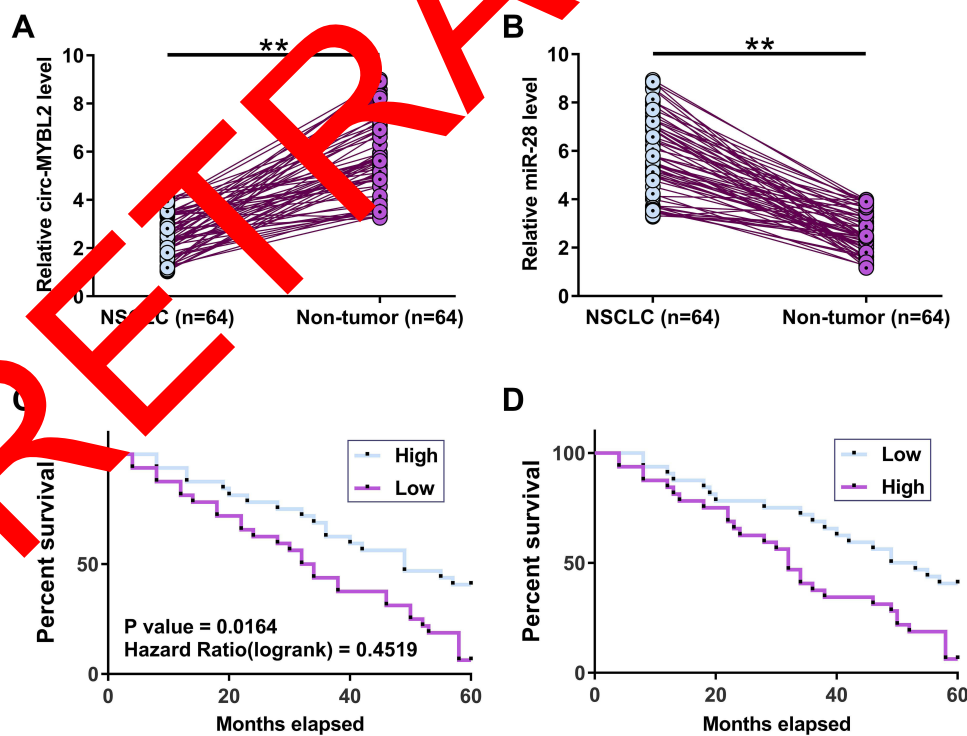 A
Relative circ-MYBL2 level
10
8
6
4
2
0
**
NSCLC (n=64)
Non-tumor (n=64)
B
Relative miR-28 level
10
8
6
4
2
0
**
NSCLC (n=64)
Non-tumor (n=64)
RETRA
Percent survival
50
0
High
Low
P value = 0.0164
Hazard Ratio(logrank) = 0.4519
0
20
40
60
Months elapsed
D
Percent survival
100
50
0
Low
High
0
20
40
60
Months elapsed